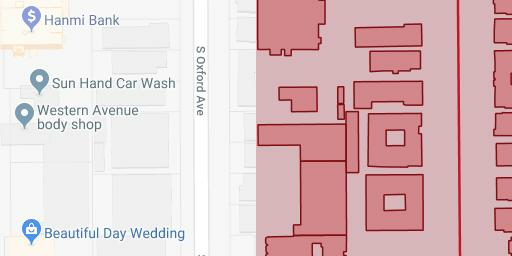 Hanmi Bank
S Oxford Ave
Sun Hand Car Wash
Western Avenue
body shop
Beautiful Day Wedding